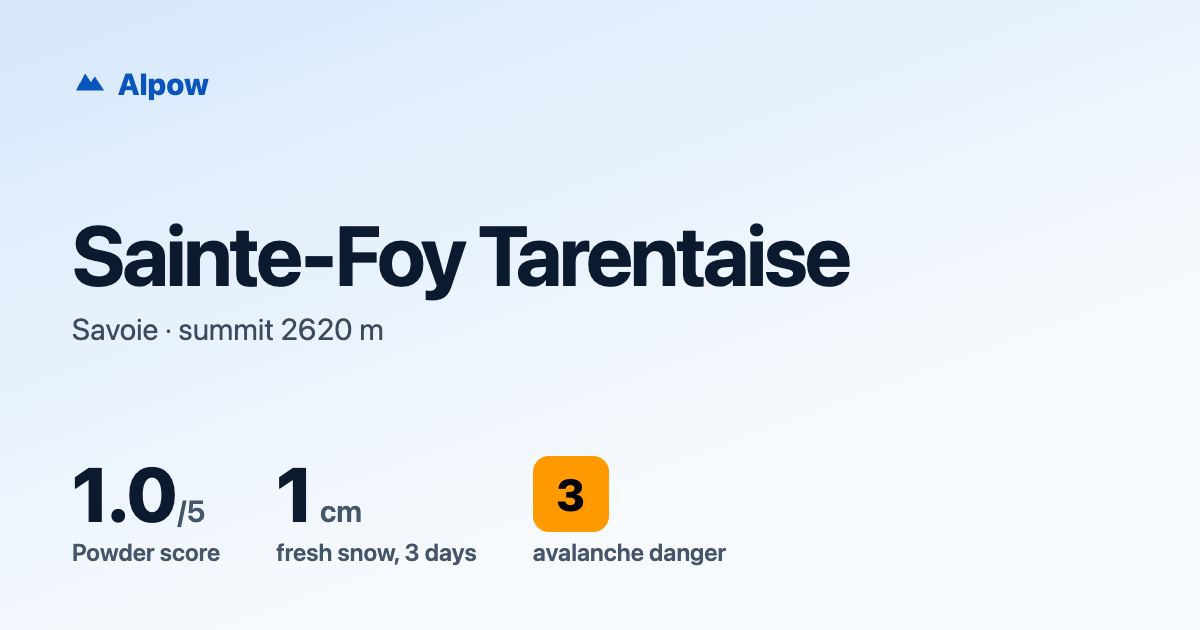 Alpow
Sainte-Foy Tarentaise
Savoie · summit 2620 m
1.0/5
Powder score
1 cm
fresh snow, 3 days
3
avalanche danger